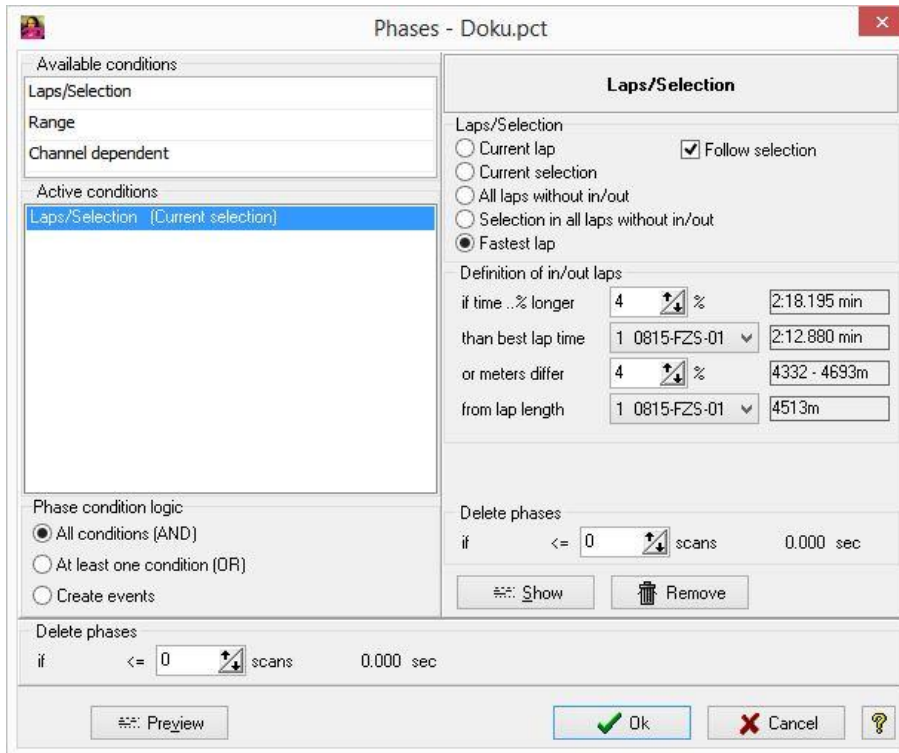 Phases - Doku.pct
Available conditions
Laps/Selection
Range
Channel dependent
Active conditions
Laps/Selection (Current selection)
Phase condition logic
All conditions (AND)
At least one condition (OR)
Create events
Laps/Selection
Laps/Selection
Current lap Follow selection
Current selection
All laps without in/out
Selection in all laps without in/out
Fastest lap
Definition of in/out laps
if time ..% longer 4 % 2:18.195 min
than best lap time 1 0815-FZS-01 2:12.880 min
or meters differ 4 % 4332 - 4693m
from lap length 1 0815-FZS-01 4513m
Delete phases
if <= 0 scans 0.000 sec
Show Remove
Delete phases
if <= 0 scans 0.000 sec
Preview Ok Cancel ?